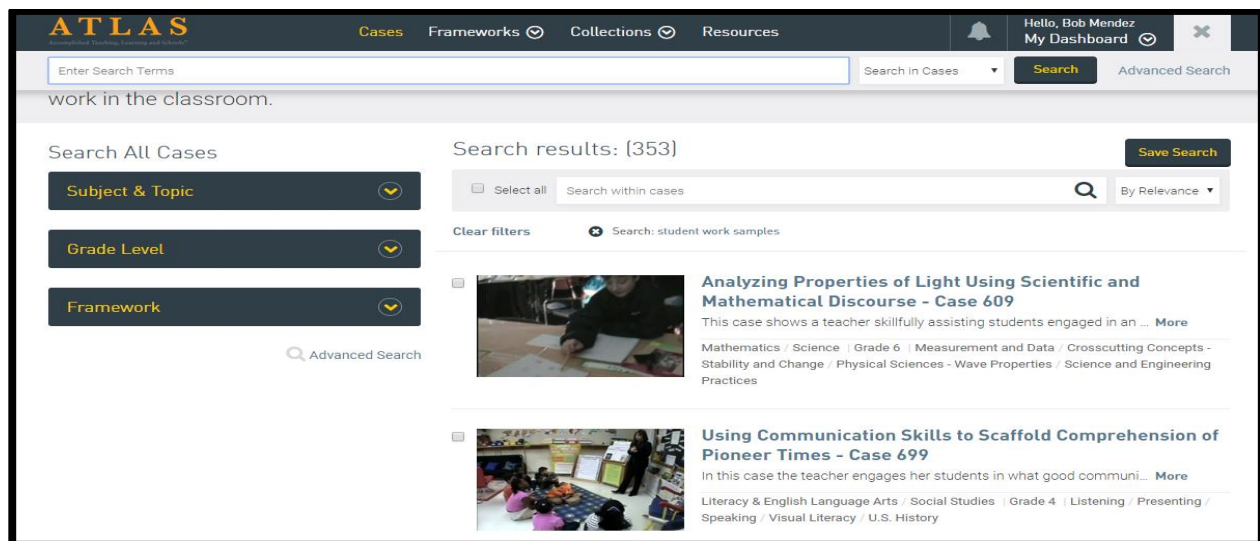 ATLAS
Accomplished Teaching, Learning and Schools
Cases Frameworks Collections Resources
Hello, Bob Mendez
My Dashboard
Enter Search Terms
Search in Cases
Search
Advanced Search
work in the classroom.
Search All Cases
Subject & Topic
Grade Level
Framework
Advanced Search
Search results: (353)
Save Search
Select all
Search within cases
By Relevance
Clear filters
Search: student work samples
Analyzing Properties of Light Using Scientific and
Mathematical Discourse - Case 609
This case shows a teacher skillfully assisting students engaged in an ... More
Mathematics / Science | Grade 6 | Measurement and Data / Crosscutting Concepts -
Stability and Change / Physical Sciences - Wave Properties / Science and Engineering
Practices
Using Communication Skills to Scaffold Comprehension of
Pioneer Times - Case 699
In this case the teacher engages her students in what good communi... More
Literacy & English Language Arts / Social Studies | Grade 4 | Listening / Presenting /
Speaking / Visual Literacy / U.S. History